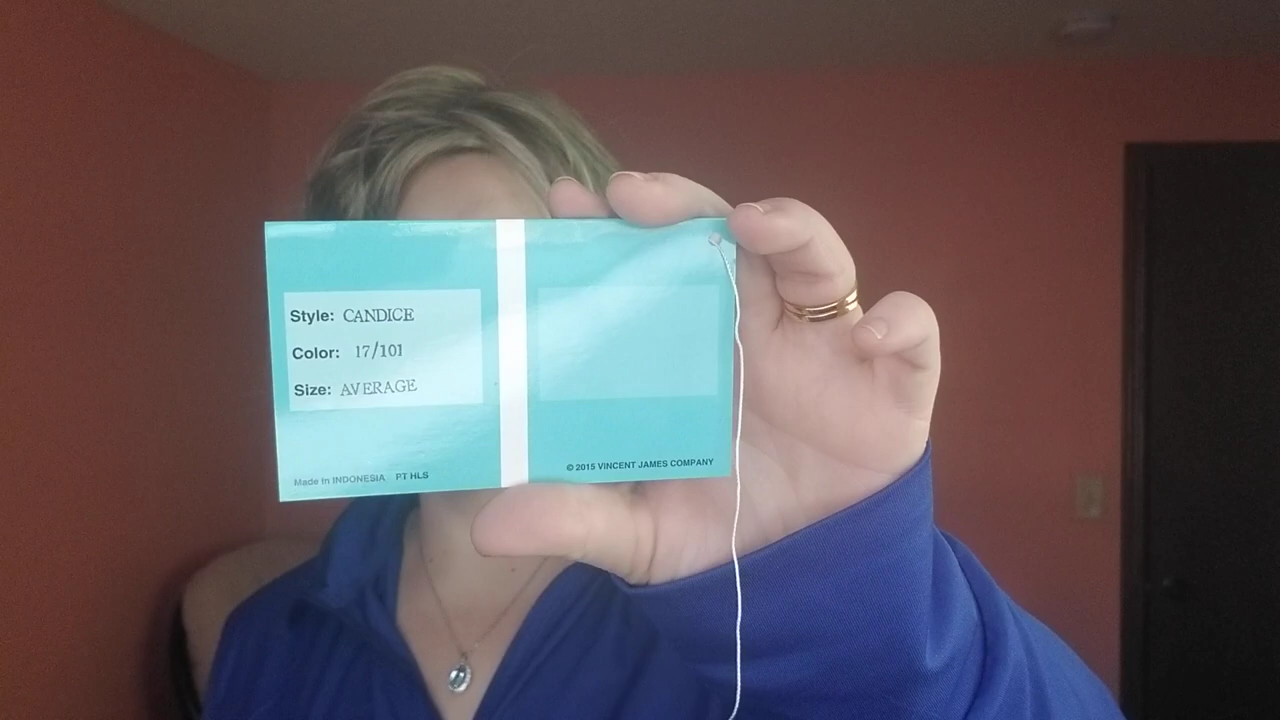 Style: CANDICE
Color: 17/101
Size: AVERAGE
Made in INDONESIA PT HLS
© 2015 VINCENT JAMES COMPANY